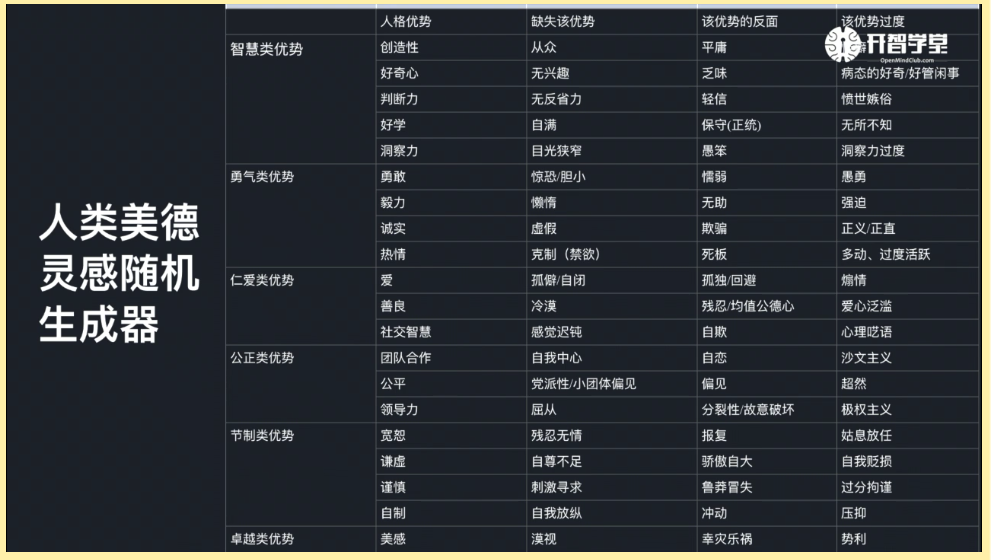 人类美德
灵感随机
生成器
开智学堂
OpenMindClub.com
人格优势 缺失该优势 该优势的反面 该优势过度
智慧类优势 创造性 从众 平庸
好奇心 无兴趣 乏味 病态的好奇/好管闲事
判断力 无反省力 轻信 愤世嫉俗
好学 自满 保守(正统) 无所不知
洞察力 目光狭窄 愚笨 洞察力过度
勇气类优势 勇敢 惊恐/胆小 懦弱 愚勇
毅力 懒惰 无助 强迫
诚实 虚假 欺骗 正义/正直
热情 克制（禁欲） 死板 多动、过度活跃
仁爱类优势 爱 孤僻/自闭 孤独/回避 煽情
善良 冷漠 残忍/均值公德心 爱心泛滥
社交智慧 感觉迟钝 自欺 心理呓语
公正类优势 团队合作 自我中心 自恋 沙文主义
公平 党派性/小团体偏见 偏见 超然
领导力 屈从 分裂性/故意破坏 极权主义
节制类优势 宽恕 残忍无情 报复 姑息放任
谦虚 自尊不足 骄傲自大 自我贬损
谨慎 刺激寻求 鲁莽冒失 过分拘谨
自制 自我放纵 冲动 压抑
卓越类优势 美感 漠视 幸灾乐祸 势利